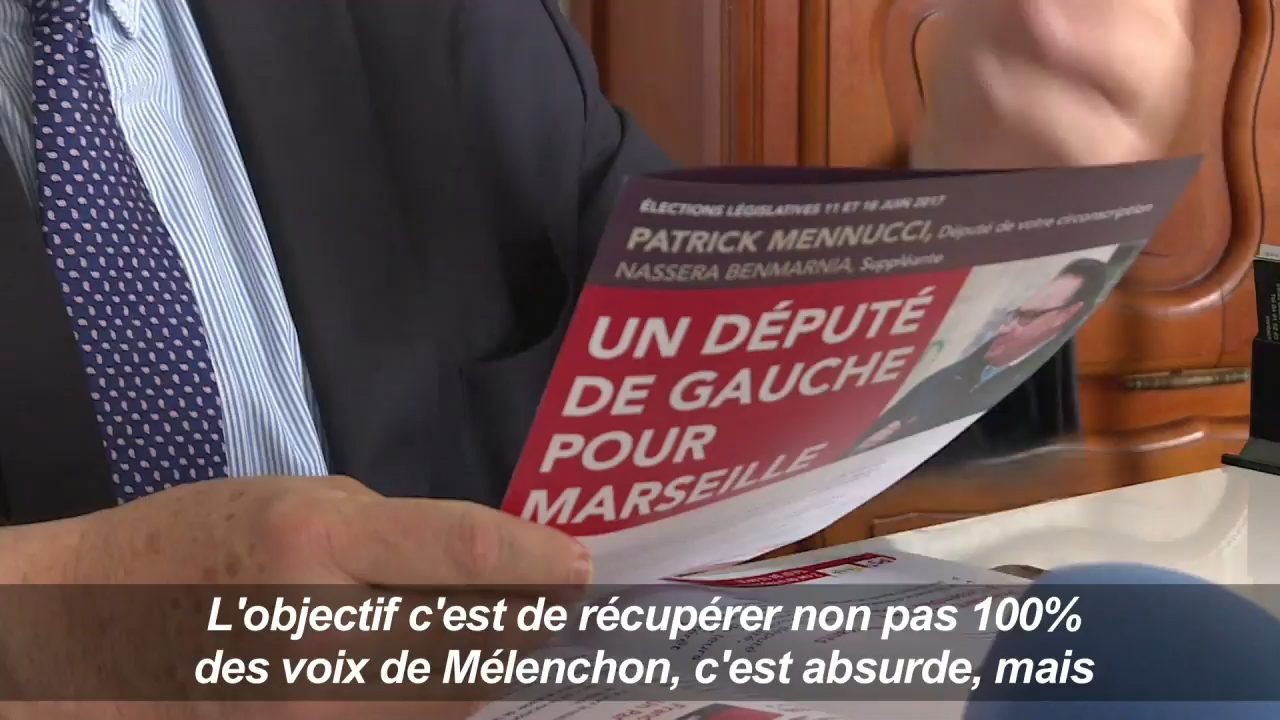 ÉLECTIONS LÉGISLATIVES 11 ET 18 JUIN 2017
PATRICK MENNUCCI, Député de votre circonscription
NASSERA BENMARNIA, Suppléante
UN DÉPUTÉ
DE GAUCHE
POUR
MARSEILLE
L'objectif c'est de récupérer non pas 100%
des voix de Mélenchon, c'est absurde, mais